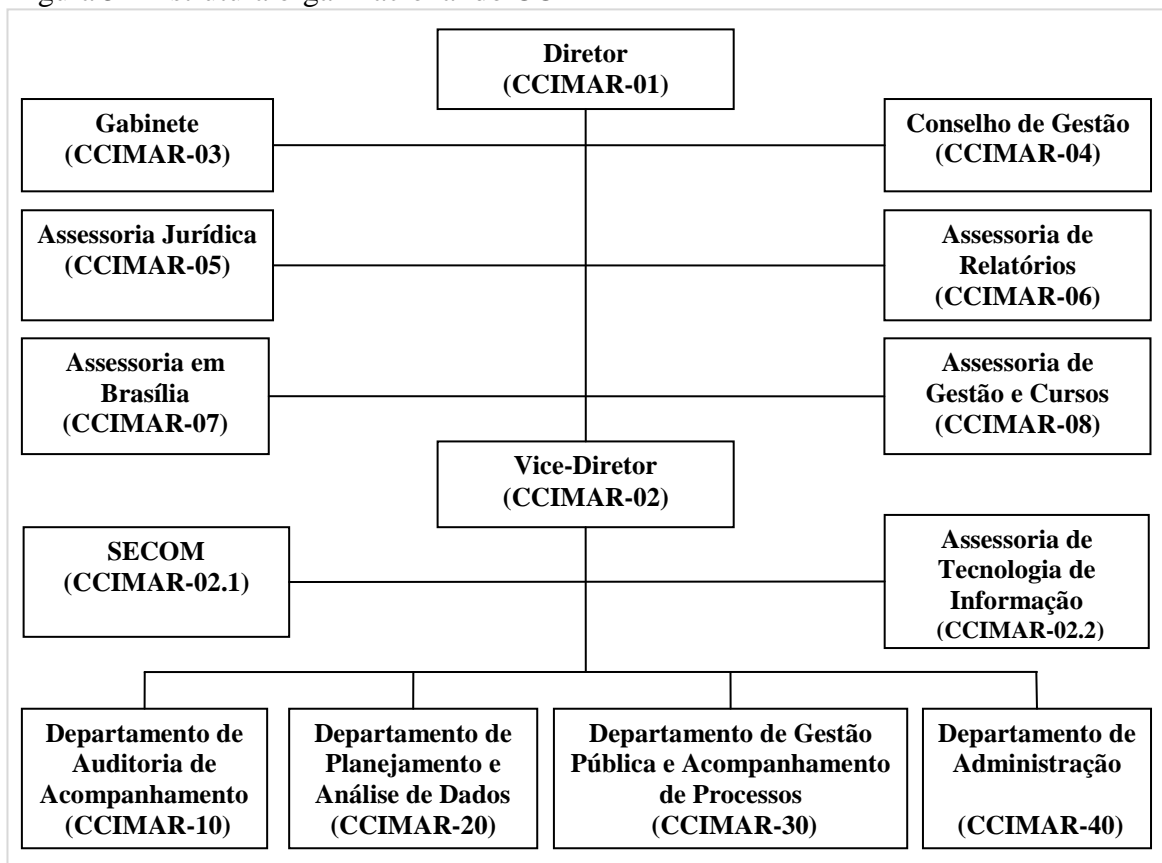 Diretor
(CCIMAR-01)
Gabinete
(CCIMAR-03)
Conselho de Gestão
(CCIMAR-04)
Assessoria Jurídica
(CCIMAR-05)
Assessoria de
Relatórios
(CCIMAR-06)
Assessoria em
Brasília
(CCIMAR-07)
Assessoria de
Gestão e Cursos
(CCIMAR-08)
Vice-Diretor
(CCIMAR-02)
SECOM
(CCIMAR-02.1)
Assessoria de
Tecnologia de
Informação
(CCIMAR-02.2)
Departamento de
Auditoria de
Acompanhamento
(CCIMAR-10)
Departamento de
Planejamento e
Análise de Dados
(CCIMAR-20)
Departamento de Gestão
Pública e Acompanhamento
de Processos
(CCIMAR-30)
Departamento de
Administração
(CCIMAR-40)